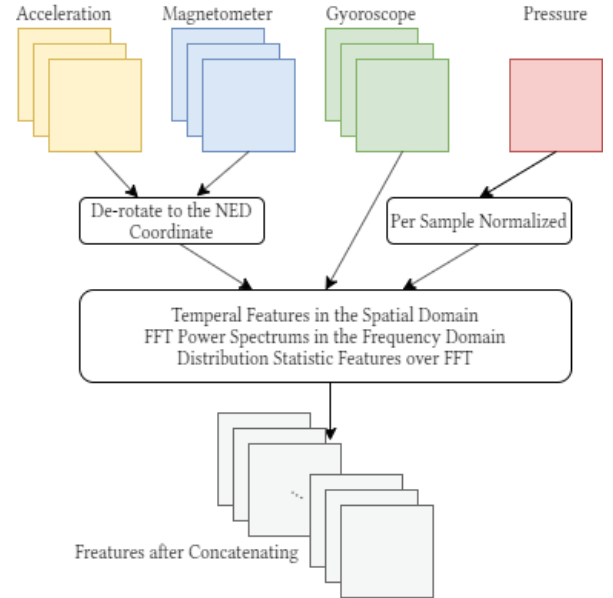 Acceleration
Magnetometer
Gyoroscope
Pressure
De-rotate to the NED
Coordinate
Per Sample Normalized
Temperal Features in the Spatial Domain
FFT Power Spectrums in the Frequency Domain
Distribution Statistic Features over FFT
...
Freatures after Concatenating